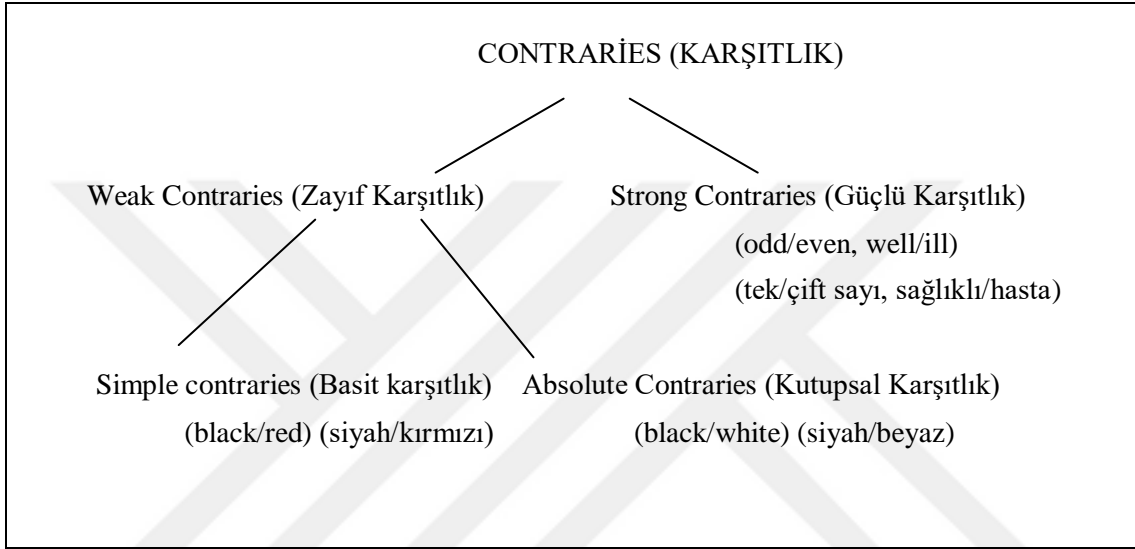 CONTRARİES (KARŞITLIK)
Weak Contraries (Zayıf Karşıtlık) Strong Contraries (Güçlü Karşıtlık)
(odd/even, well/ill)
(tek/çift sayı, sağlıklı/hasta)
Simple contraries (Basit karşıtlık) Absolute Contraries (Kutupsal Karşıtlık)
(black/red) (siyah/kırmızı) (black/white) (siyah/beyaz)